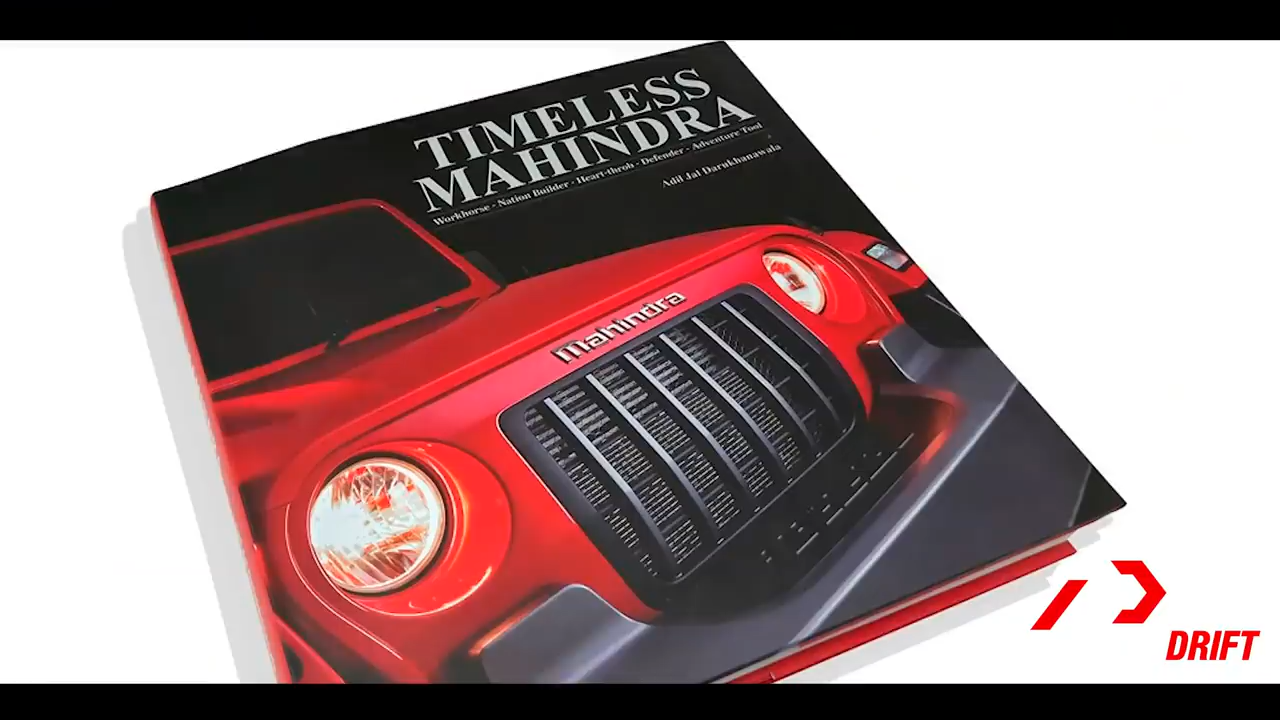 TIMELESS
MAHINDRA
Workhorse - Nation Builder - Heart-throb - Defender - Adventure Tool
Adil Jal Darukhanawala
Mahindra
DRIFT